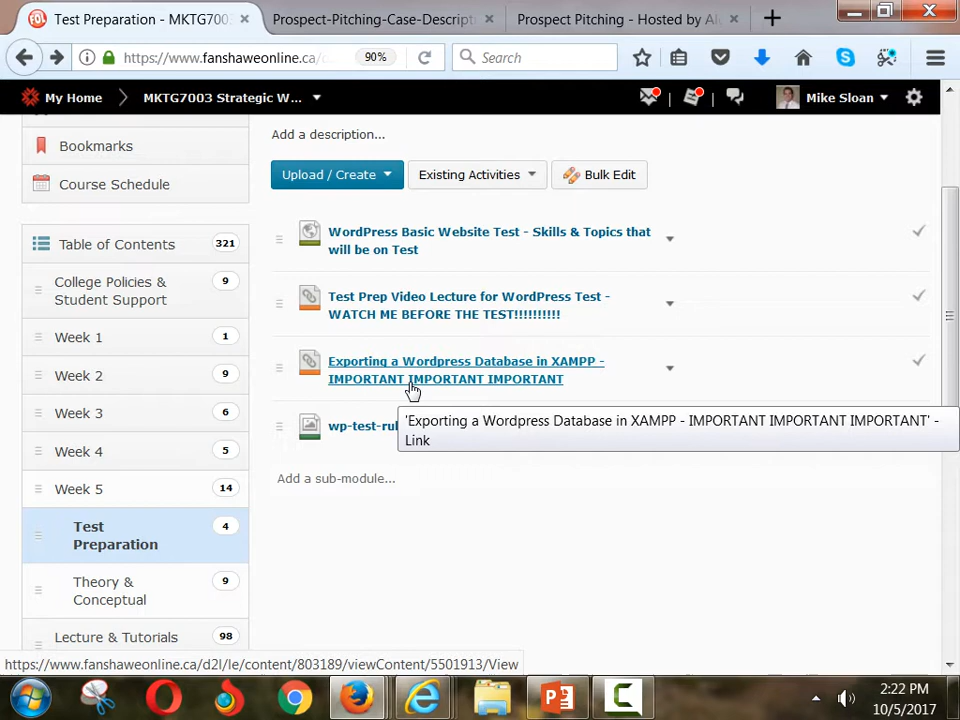 Test Preparation - MKTG700
Prospect-Pitching-Case-Descript
Prospect Pitching - Hosted by Al
https://www.fanshaweonline.ca/
90%
Search
My Home
MKTG7003 Strategic W...
Mike Sloan
Bookmarks
Course Schedule
Table of Contents 321
College Policies & 9
Student Support
Week 1 1
Week 2 9
Week 3 6
Week 4 5
Week 5 14
Test 4
Preparation
Theory & 9
Conceptual
Lecture & Tutorials 98
Add a description...
Upload / Create
Existing Activities
Bulk Edit
WordPress Basic Website Test - Skills & Topics that
will be on Test
Test Prep Video Lecture for WordPress Test -
WATCH ME BEFORE THE TEST!!!!!!!!!!
Exporting a Wordpress Database in XAMPP -
IMPORTANT IMPORTANT IMPORTANT
'Exporting a Wordpress Database in XAMPP - IMPORTANT IMPORTANT IMPORTANT' -
Link
wp-test-rul
Add a sub-module...
https://www.fanshaweonline.ca/d2l/le/content/803189/viewContent/5501913/View
2:22 PM
10/5/2017